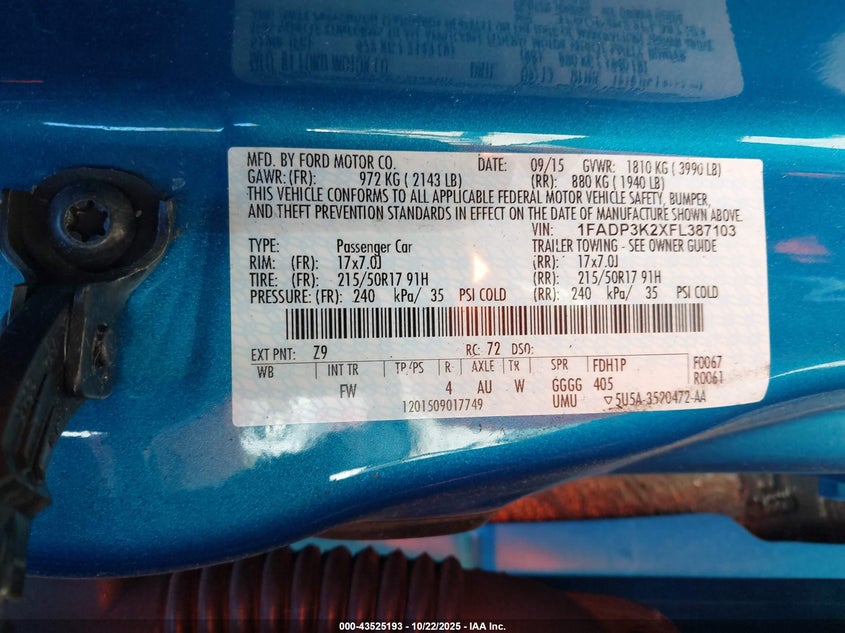 MFD. BY FORD MOTOR CO. DATE: 09/15 GVWR: 1810 KG ( 3990 LB)
GAWR: (FR): 972 KG ( 2143 LB) (RR): 880 KG ( 1940 LB)
THIS VEHICLE CONFORMS TO ALL APPLICABLE FEDERAL MOTOR VEHICLE SAFETY, BUMPER,
AND THEFT PREVENTION STANDARDS IN EFFECT ON THE DATE OF MANUFACTURE SHOWN ABOVE.
VIN: 1FADP3K2XFL387103
TYPE: Passenger Car TRAILER TOWING - SEE OWNER GUIDE
RIM: (FR): 17x7.0J (RR): 17x7.0J
TIRE: (FR): 215/50R17 91H (RR): 215/50R17 91H
PRESSURE: (FR): 240 kPa/ 35 PSI COLD (RR): 240 kPa/ 35 PSI COLD
EXT PNT: Z9 RC: 72 DSO:
WB INT TR TP/PS R AXLE TR SPR FDH1P F0067
FW 4 AU W GGGG 405 R0061
1201509017749 UMU ▽5U5A-3520472-AA
000-43525193 - 10/22/2025 - IAA Inc.